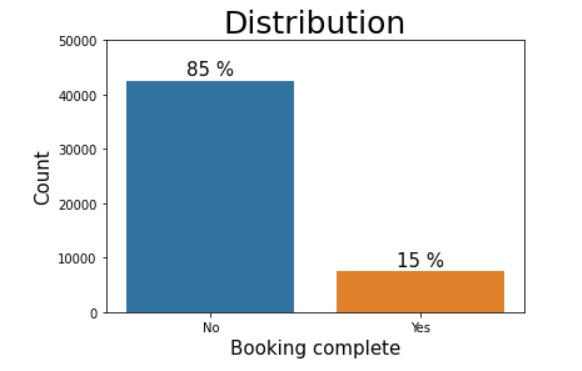 Distribution
50000
40000
30000
20000
10000
0
Count
85 %
15 %
No
Yes
Booking complete